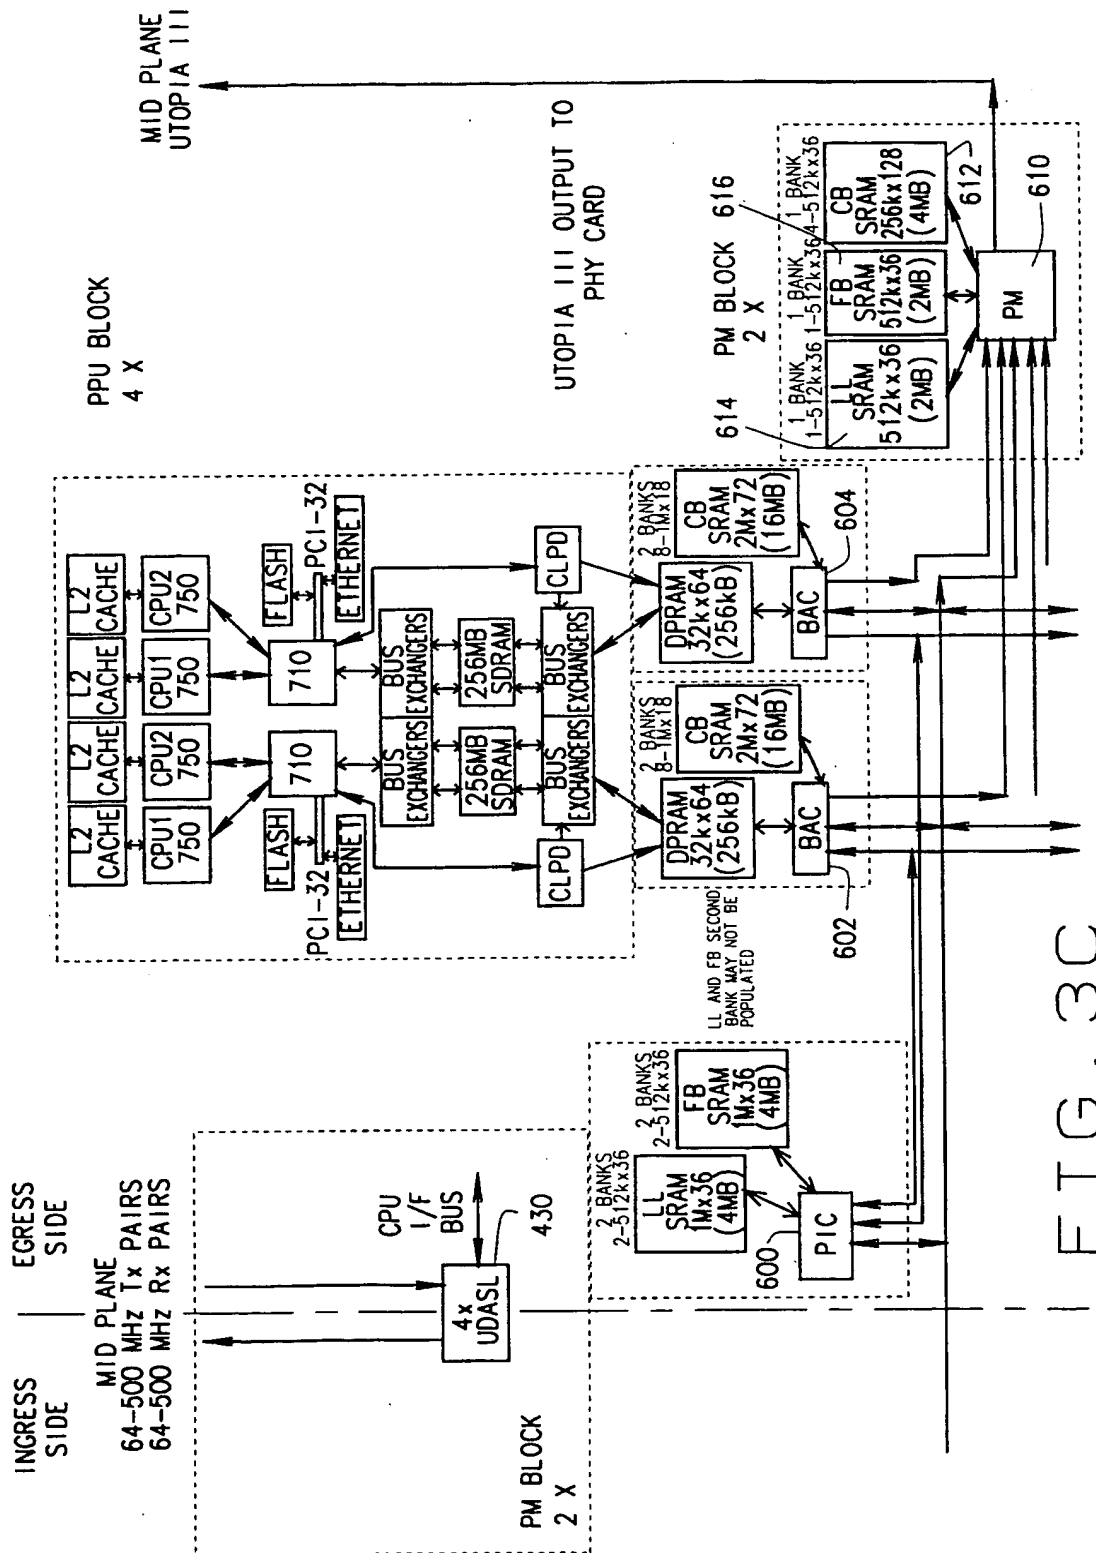 INGRESS
SIDE
EGRESS
SIDE
MID PLANE
64-500 MHz Tx PAIRS
64-500 MHz Rx PAIRS
PM BLOCK
2 X
4x
UDASL
430
CPU
I/F
BUS
PPU BLOCK
4 X
MID PLANE
UTOPIA III
L2
CACHE
L2
CACHE
L2
CACHE
L2
CACHE
CPU1
750
CPU2
750
CPU1
750
CPU2
750
FLASH
PCI-32
ETHERNET
710
710
FLASH
PCI-32
ETHERNET
BUS
EXCHANGERS
BUS
EXCHANGERS
256MB
SDRAM
256MB
SDRAM
BUS
EXCHANGERS
BUS
EXCHANGERS
CLPD
CLPD
UTOPIA III OUTPUT TO
PHY CARD
2 BANKS
2-512kx36
LL
SRAM
1Mx36
(4MB)
2 BANKS
2-512kx36
FB
SRAM
1Mx36
(4MB)
600
PIC
LL AND FB SECOND
BANK MAY NOT BE
POPULATED
DPRAM
32kx64
(256kB)
2 BANKS
8-1Mx18
CB
SRAM
2Mx72
(16MB)
602
BAC
DPRAM
32kx64
(256kB)
2 BANKS
8-1Mx18
CB
SRAM
2Mx72
(16MB)
BAC
604
614
PM BLOCK
2 X
616
1 BANK
1-512kx36
LL
SRAM
512kx36
(2MB)
1 BANK
1-512kx36
FB
SRAM
512kx36
(2MB)
1 BANK
4-512kx36
CB
SRAM
256kx128
(4MB)
612
PM
610
FIG.3C